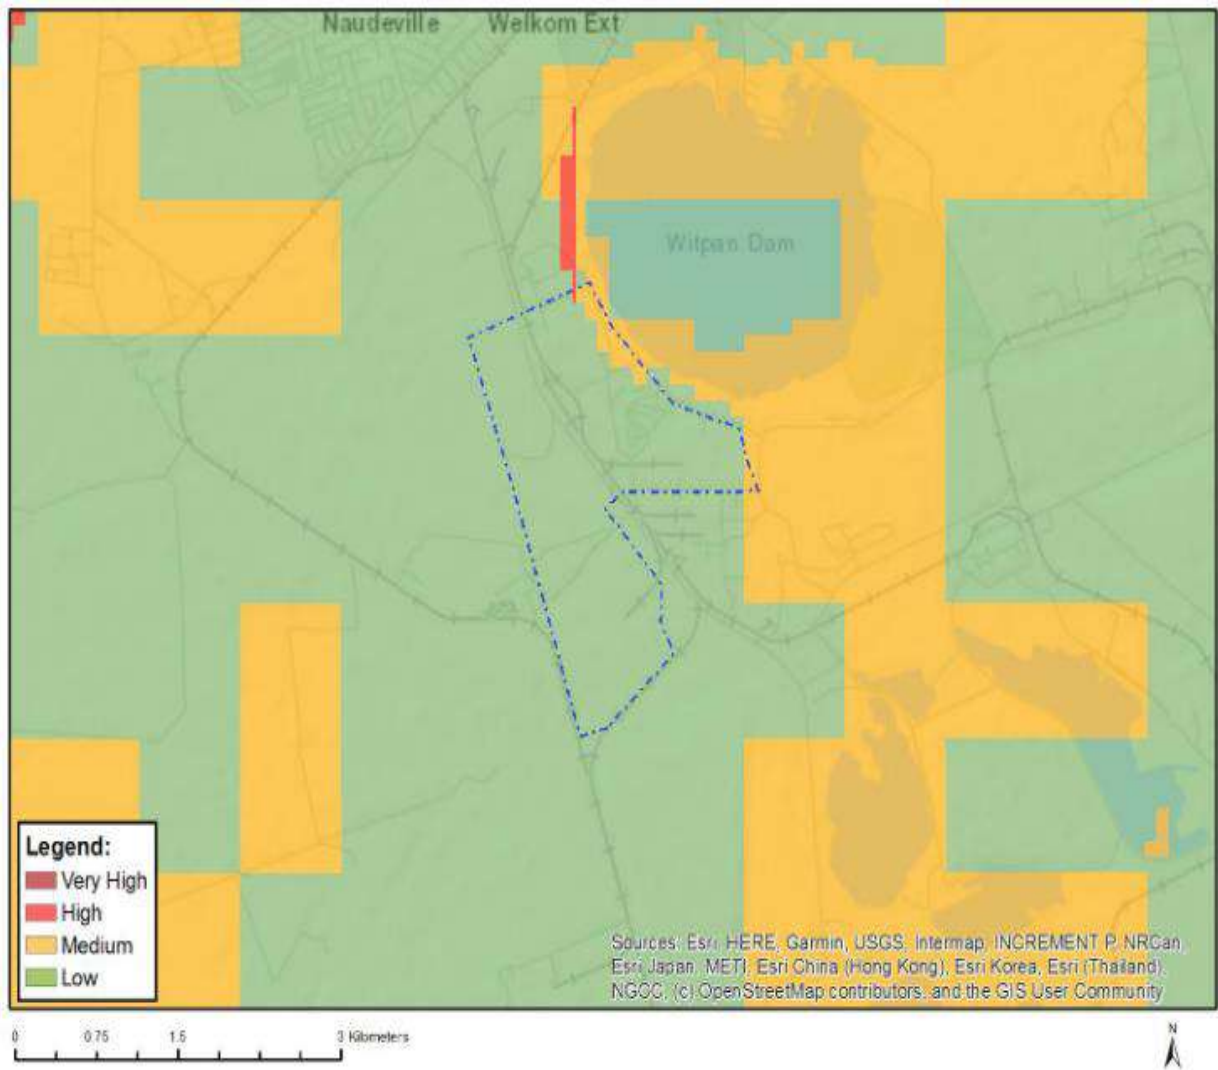 Naudeville
Welkom Ext
Witpan Dam
Legend:
Very High
High
Medium
Low
Sources: Esri, HERE, Garmin, USGS, Intermap, INCREMENT P, NRCan,
Esri Japan, METI, Esri China (Hong Kong), Esri Korea, Esri (Thailand),
NGCC, (c) OpenStreetMap contributors, and the GIS User Community
0 0.75 1.5 3 Kilometers
N